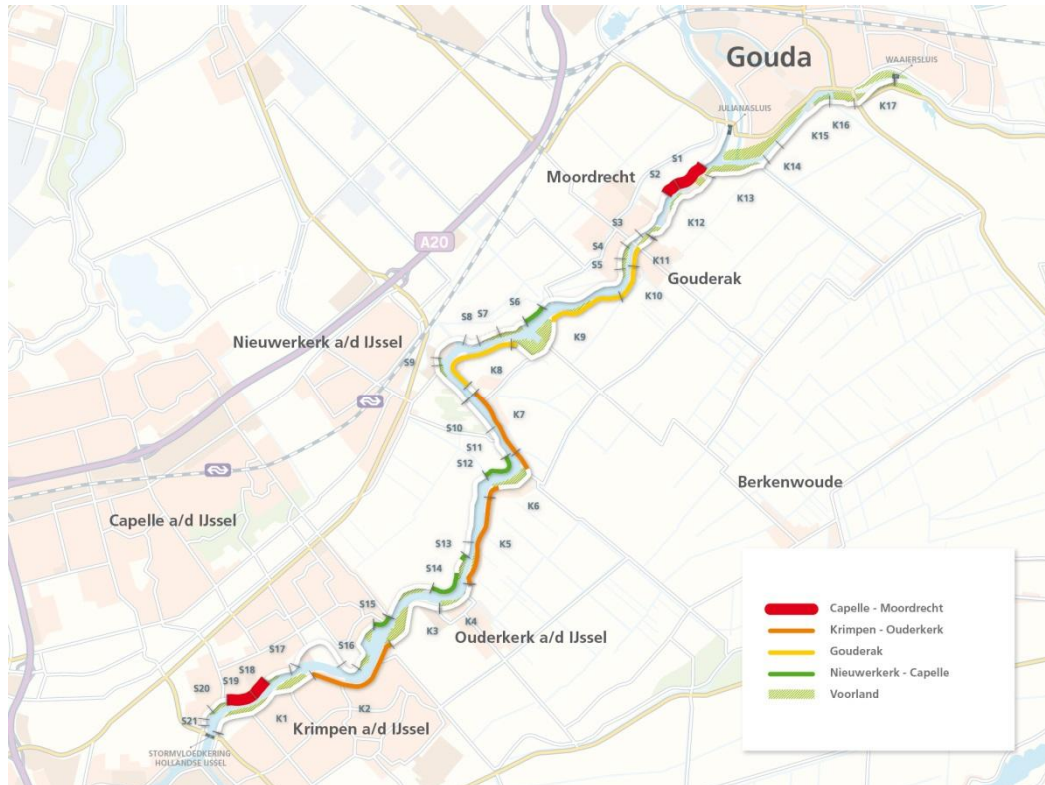 Gouda
WAAIERSLUIS
K17
JULIANASLUIS
K16
K15
K14
S1
S2
Moordrecht
K13
K12
S3
A20
S4
S5
K11
Gouderak
K10
S6
S7
S8
K9
Nieuwerkerk a/d IJssel
S9
K8
K7
S10
S11
S12
Berkenwoude
K6
Capelle a/d IJssel
S13
K5
S14
S15
K4
K3
Ouderkerk a/d IJssel
S16
S17
S18
S19
K2
S20
K1
S21
Krimpen a/d IJssel
STORMVLOEDKERING
HOLLANDSE IJSSEL
Capelle - Moordrecht
Krimpen - Ouderkerk
Gouderak
Nieuwerkerk - Capelle
Voorland